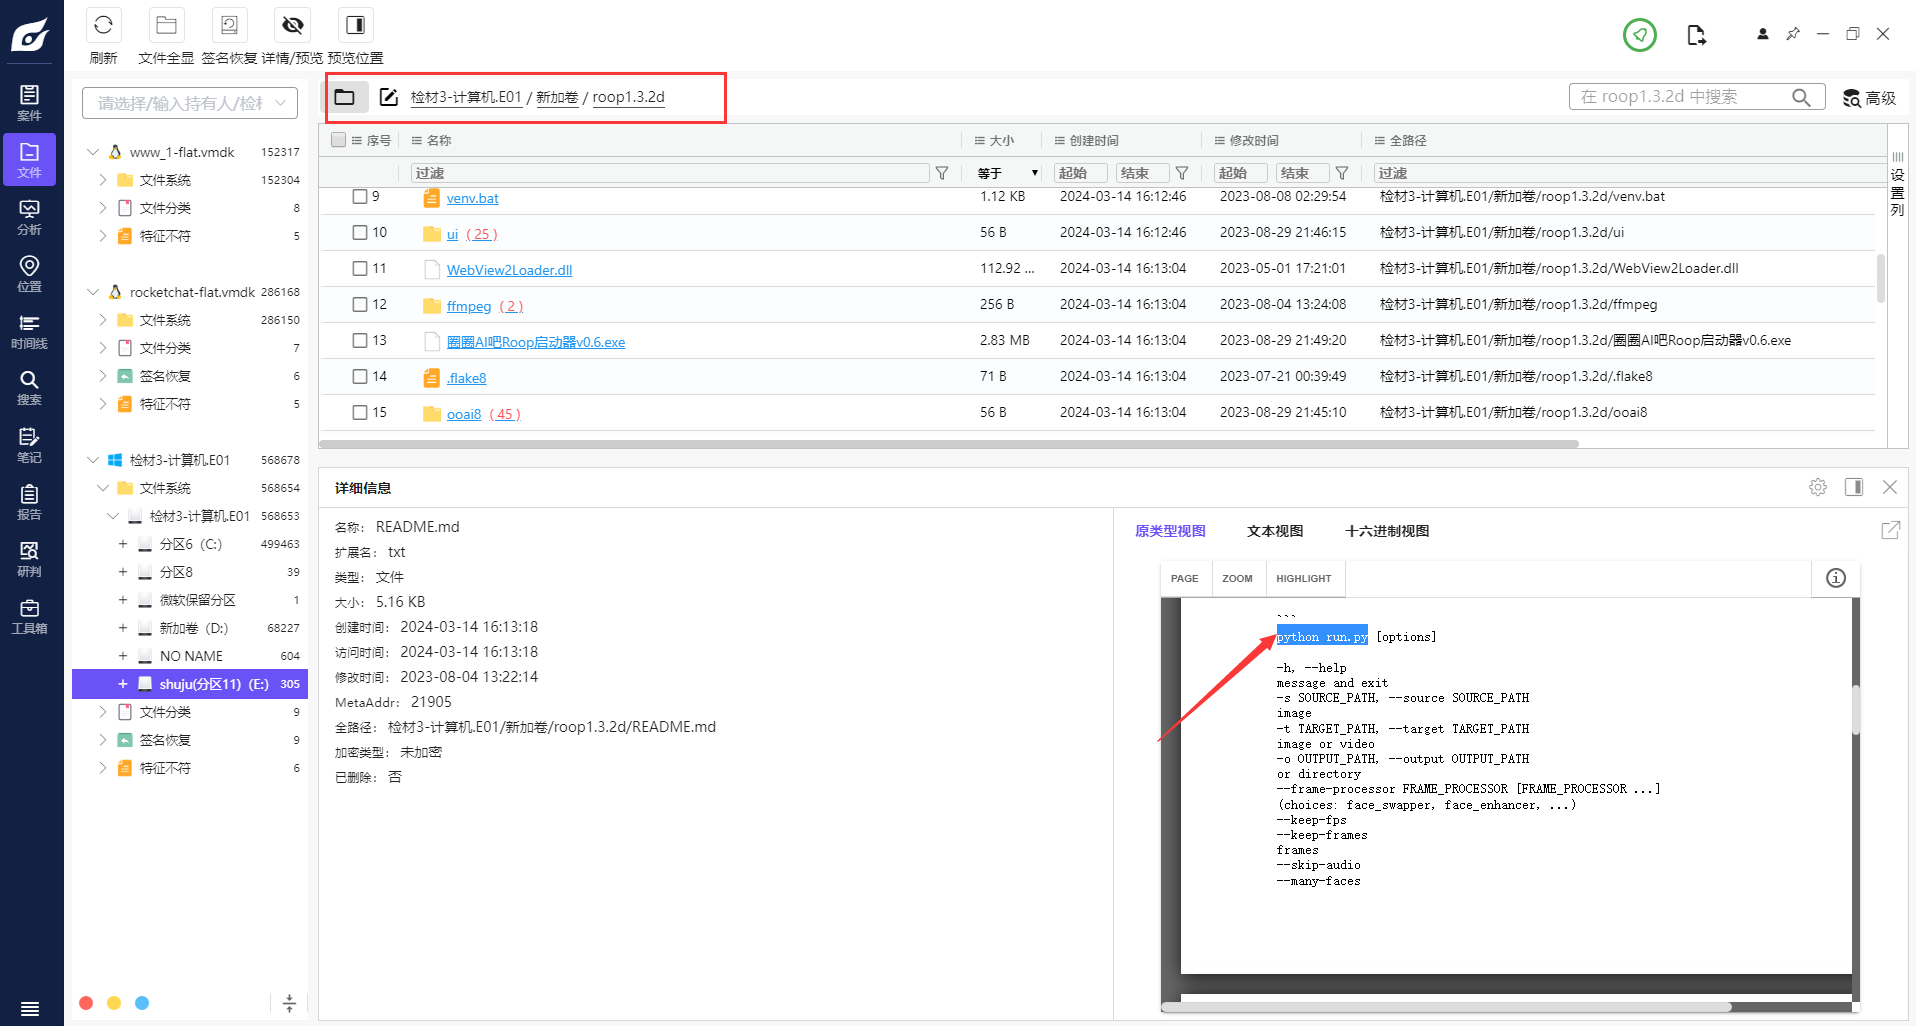 刷新
文件全显
签名恢复
详情/预览
预览位置
案件
文件
分析
位置
时间线
搜索
笔记
报告
研判
工具箱
请选择/输入持有人/检材
www_1-flat.vmdk 152317
文件系统 152304
文件分类 8
特征不符 5
rocketchat-flat.vmdk 286168
文件系统 286150
文件分类 7
签名恢复 6
特征不符 5
检材3-计算机.E01 568678
文件系统 568654
检材3-计算机.E01 568653
+ 分区6（C:） 499463
+ 分区8 39
+ 微软保留分区 1
+ 新加卷（D:） 68227
+ NO NAME 604
+ shuju(分区11)（E:） 305
文件分类 9
签名恢复 9
特征不符 6
检材3-计算机.E01 / 新加卷 / roop1.3.2d
在 roop1.3.2d 中搜索
高级
序号 名称 大小 创建时间 修改时间 全路径
过滤 等于 起始 结束 起始 结束 过滤
设置列
9 venv.bat 1.12 KB 2024-03-14 16:12:46 2023-08-08 02:29:54 检材3-计算机.E01/新加卷/roop1.3.2d/venv.bat
10 ui ( 25 ) 56 B 2024-03-14 16:12:46 2023-08-29 21:46:15 检材3-计算机.E01/新加卷/roop1.3.2d/ui
11 WebView2Loader.dll 112.92 ... 2024-03-14 16:13:04 2023-05-01 17:21:01 检材3-计算机.E01/新加卷/roop1.3.2d/WebView2Loader.dll
12 ffmpeg ( 2 ) 256 B 2024-03-14 16:13:04 2023-08-04 13:24:08 检材3-计算机.E01/新加卷/roop1.3.2d/ffmpeg
13 圈圈AI吧Roop启动器v0.6.exe 2.83 MB 2024-03-14 16:13:04 2023-08-29 21:49:20 检材3-计算机.E01/新加卷/roop1.3.2d/圈圈AI吧Roop启动器v0.6.exe
14 .flake8 71 B 2024-03-14 16:13:04 2023-07-21 00:39:49 检材3-计算机.E01/新加卷/roop1.3.2d/.flake8
15 ooai8 ( 45 ) 56 B 2024-03-14 16:13:04 2023-08-29 21:45:10 检材3-计算机.E01/新加卷/roop1.3.2d/ooai8
详细信息
名称： README.md
扩展名： txt
类型： 文件
大小： 5.16 KB
创建时间： 2024-03-14 16:13:18
访问时间： 2024-03-14 16:13:18
修改时间： 2023-08-04 13:22:14
MetaAddr： 21905
全路径： 检材3-计算机.E01/新加卷/roop1.3.2d/README.md
加密类型： 未加密
已删除： 否
原类型视图 文本视图 十六进制视图
PAGE ZOOM HIGHLIGHT
```
python run.py [options]
-h, --help
message and exit
-s SOURCE_PATH, --source SOURCE_PATH
image
-t TARGET_PATH, --target TARGET_PATH
image or video
-o OUTPUT_PATH, --output OUTPUT_PATH
or directory
--frame-processor FRAME_PROCESSOR [FRAME_PROCESSOR ...]
(choices: face_swapper, face_enhancer, ...)
--keep-fps
--keep-frames
frames
--skip-audio
--many-faces